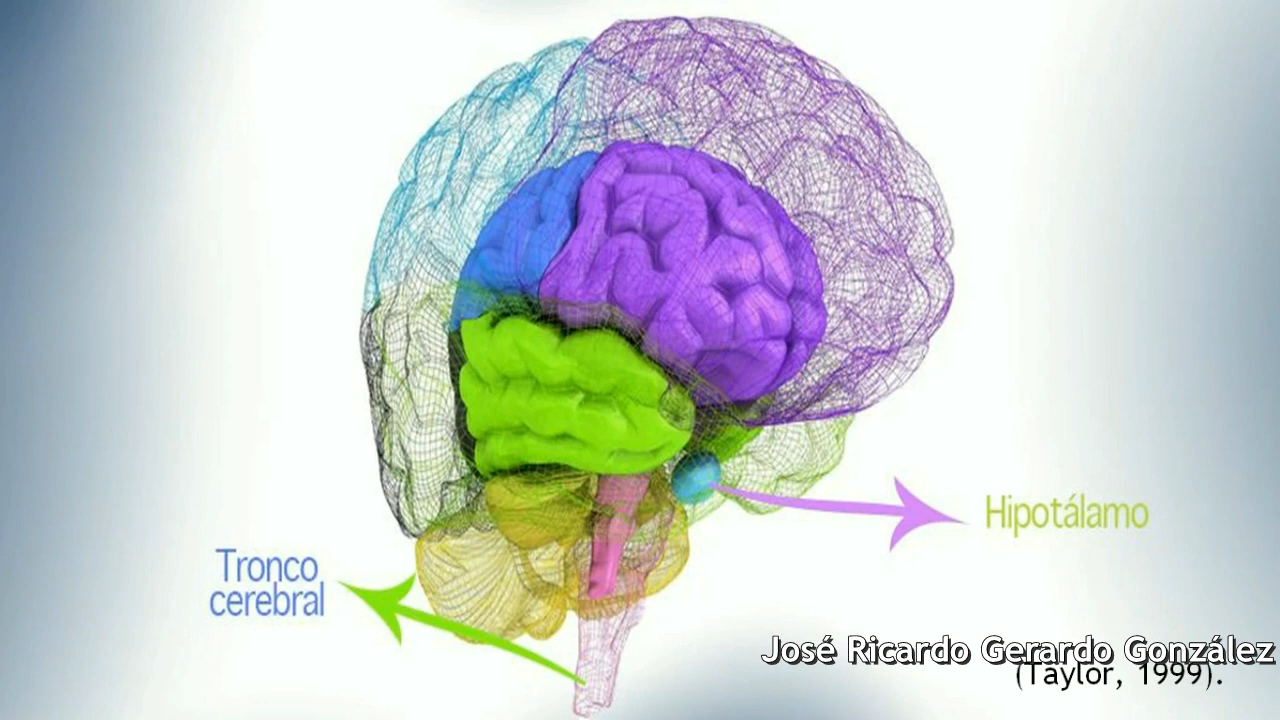 Hipotálamo
Tronco
cerebral
José Ricardo Gerardo González
(Taylor, 1999).